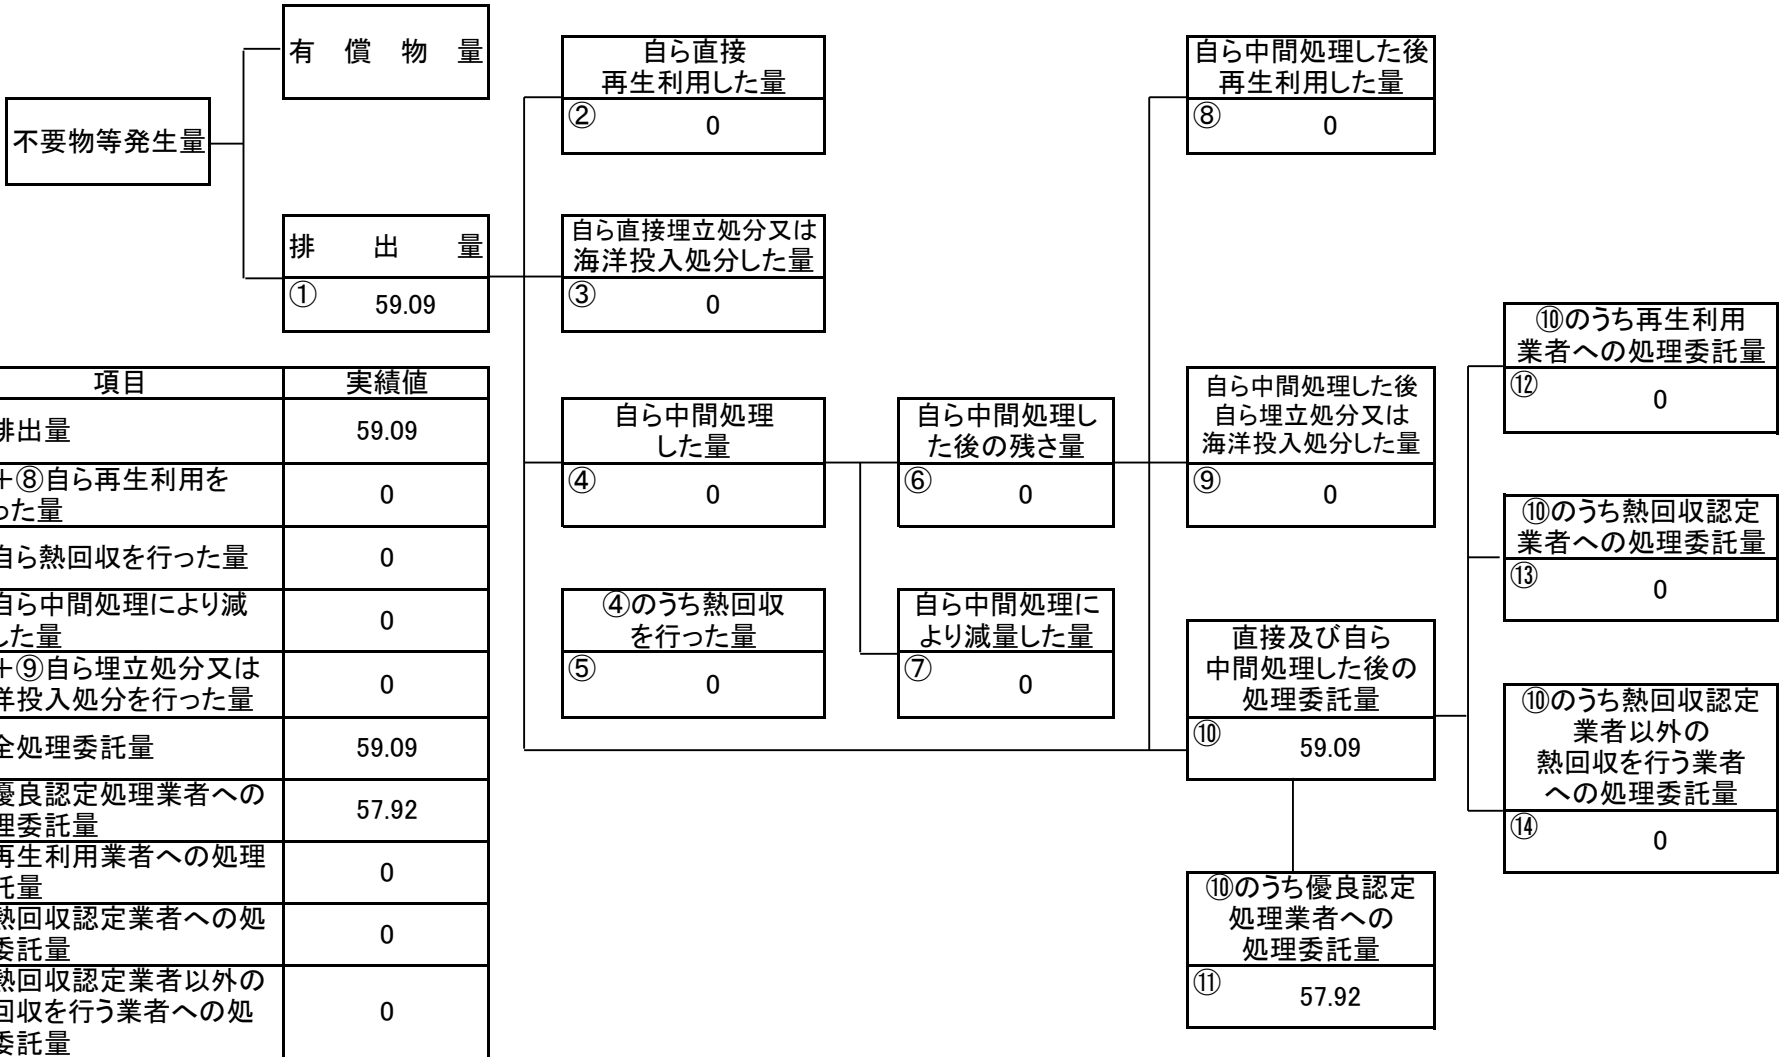 不要物等発生量
有償物量
排出量
① 59.09
自ら直接
再生利用した量
② 0
自ら直接埋立処分又は
海洋投入処分した量
③ 0
自ら中間処理
した量
④ 0
④のうち熱回収
を行った量
⑤ 0
自ら中間処理し
た後の残さ量
⑥ 0
自ら中間処理に
より減量した量
⑦ 0
自ら中間処理した後
再生利用した量
⑧ 0
自ら中間処理した後
自ら埋立処分又は
海洋投入処分した量
⑨ 0
直接及び自ら
中間処理した後の
処理委託量
⑩ 59.09
⑩のうち優良認定
処理業者への
処理委託量
⑪ 57.92
⑩のうち再生利用
業者への処理委託量
⑫ 0
⑩のうち熱回収認定
業者への処理委託量
⑬ 0
⑩のうち熱回収認定
業者以外の
熱回収を行う業者
への処理委託量
⑭ 0
項目 実績値
排出量 59.09
+⑧自ら再生利用を
った量 0
自ら熱回収を行った量 0
自ら中間処理により減
した量 0
+⑨自ら埋立処分又は
洋投入処分を行った量 0
全処理委託量 59.09
優良認定処理業者への
理委託量 57.92
再生利用業者への処理
託量 0
熱回収認定業者への処
委託量 0
熱回収認定業者以外の
回収を行う業者への処
委託量 0